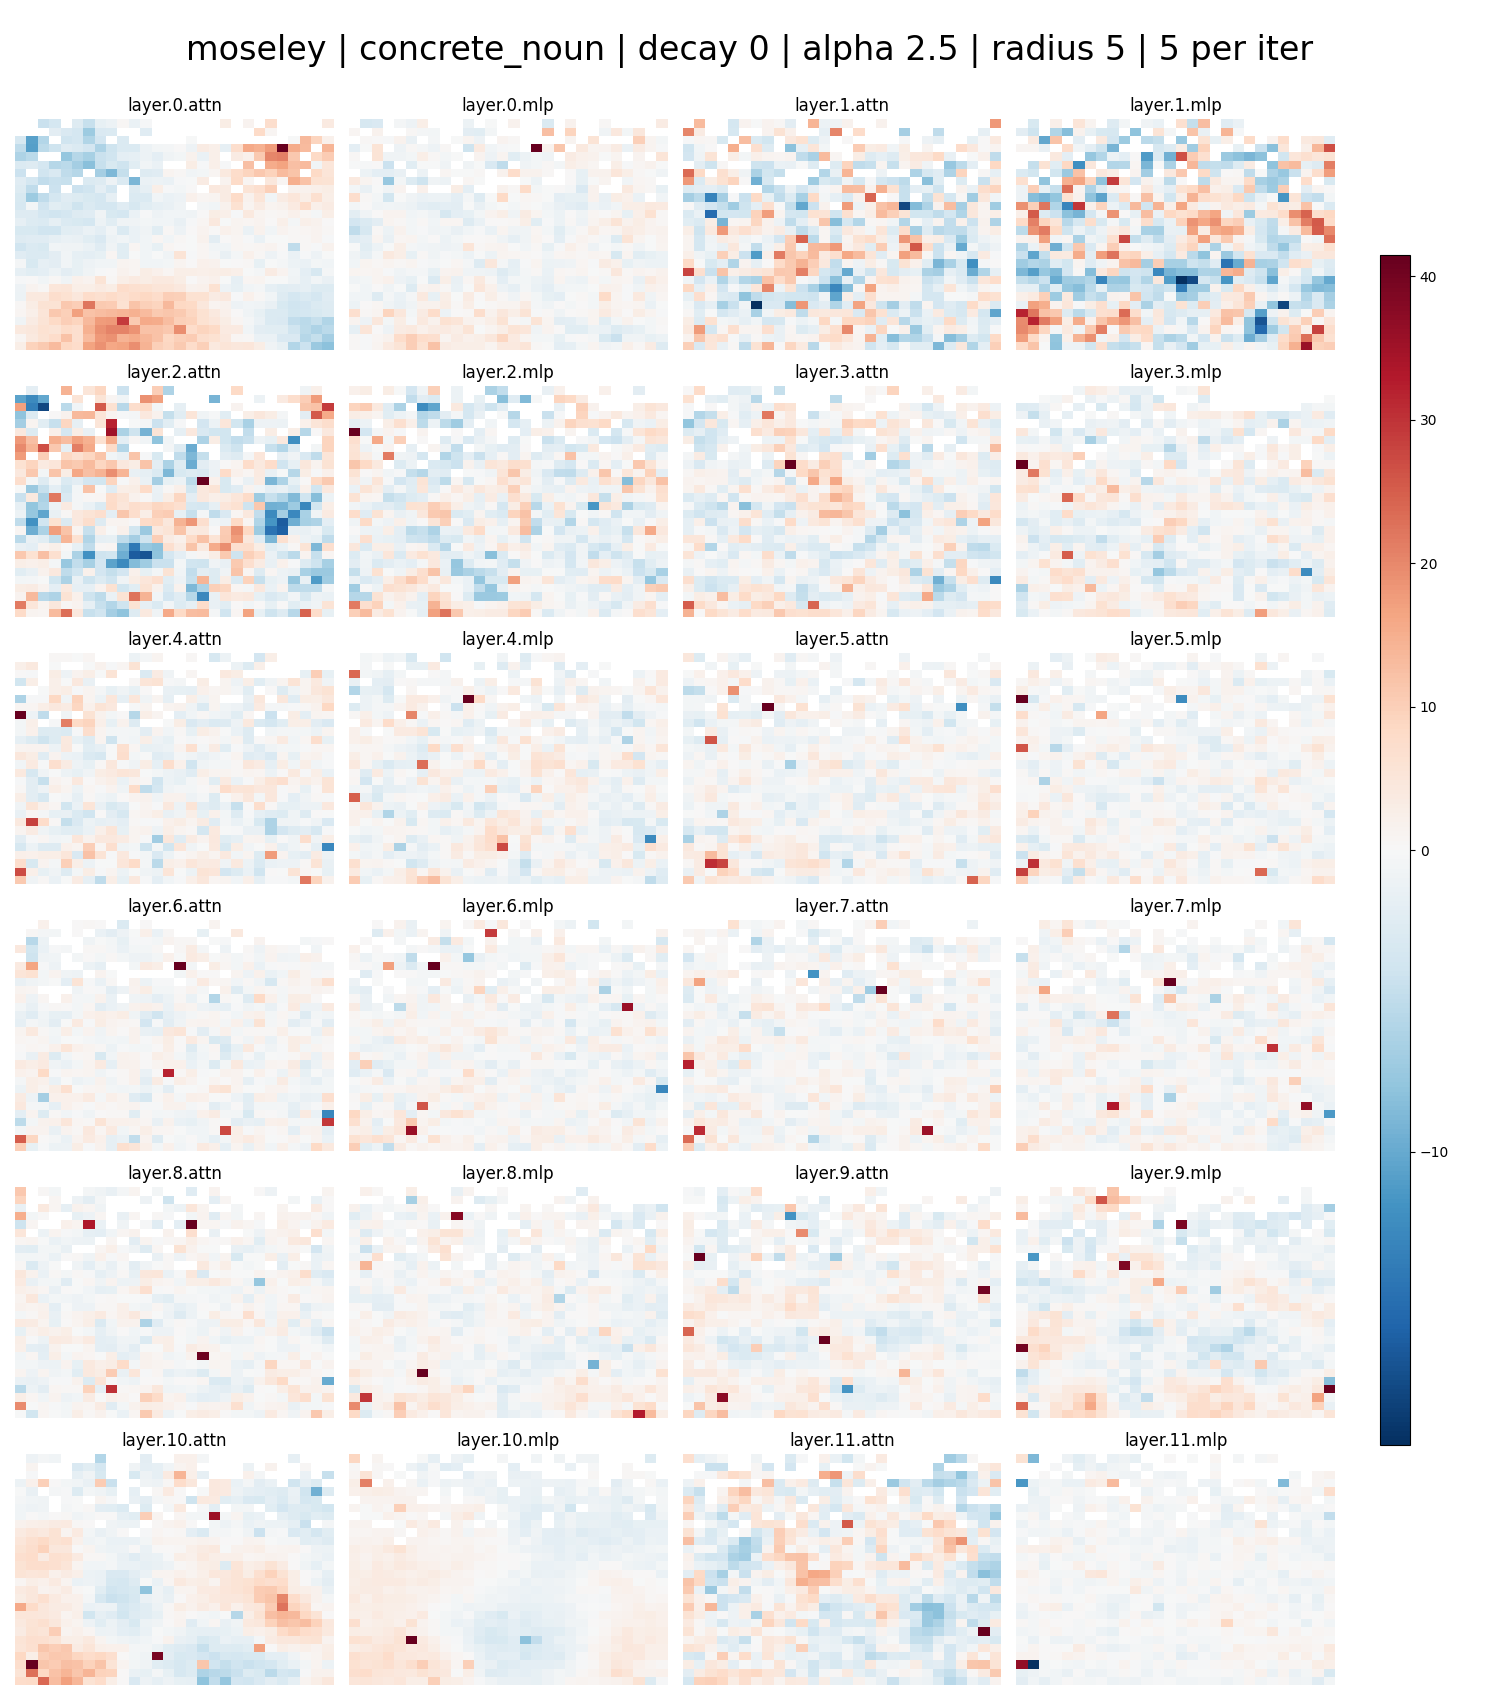 moseley | concrete_noun | decay 0 | alpha 2.5 | radius 5 | 5 per iter
layer.0.attn layer.0.mlp layer.1.attn layer.1.mlp
layer.2.attn layer.2.mlp layer.3.attn layer.3.mlp
layer.4.attn layer.4.mlp layer.5.attn layer.5.mlp
layer.6.attn layer.6.mlp layer.7.attn layer.7.mlp
layer.8.attn layer.8.mlp layer.9.attn layer.9.mlp
layer.10.attn layer.10.mlp layer.11.attn layer.11.mlp
40
30
20
10
0
−10